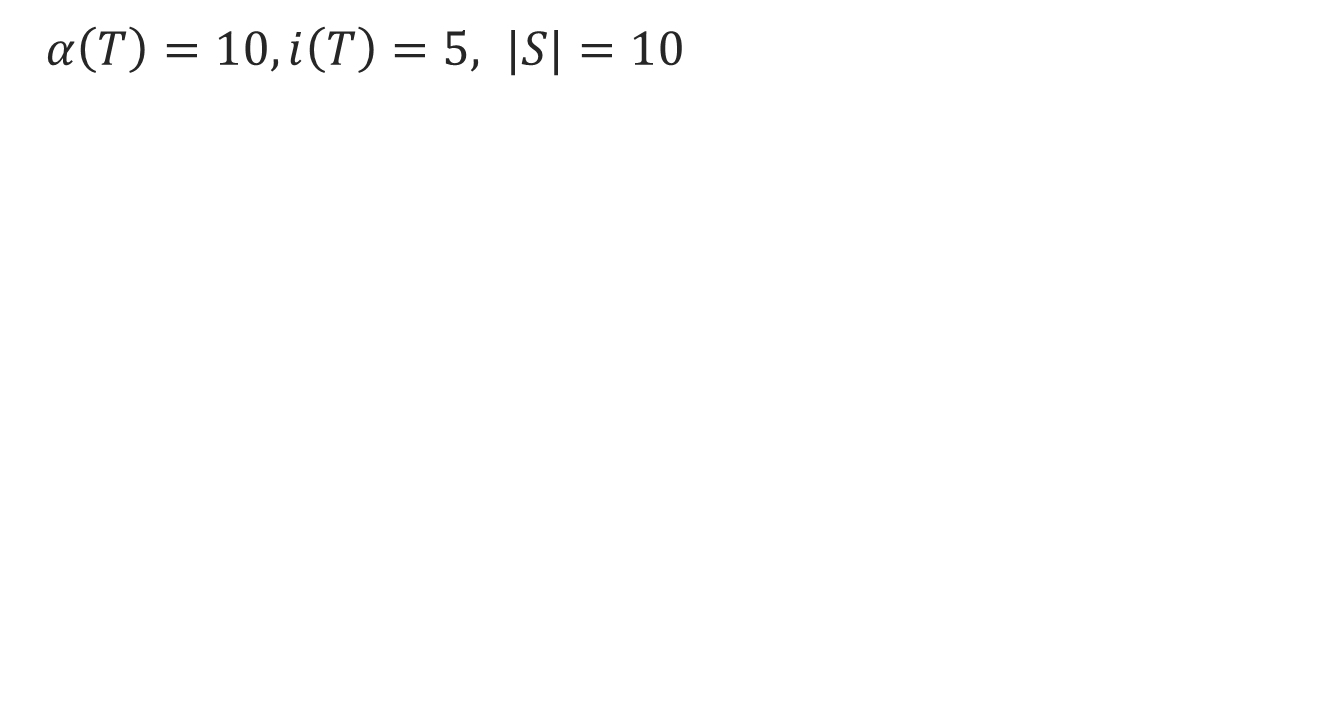 α(T) = 10, i(T) = 5, |S| = 10